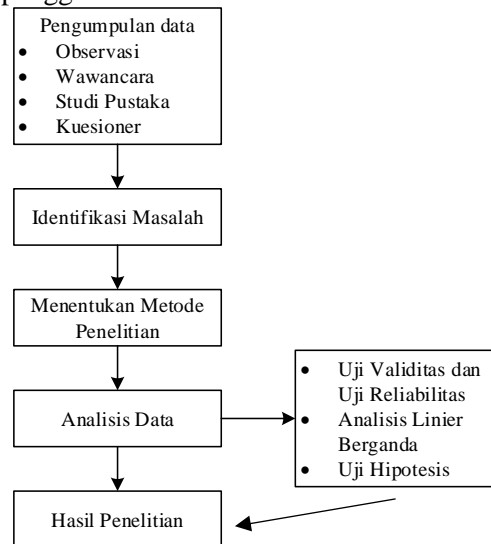 Pengumpulan data
• Observasi
• Wawancara
• Studi Pustaka
• Kuesioner
Identifikasi Masalah
Menentukan Metode
Penelitian
Analisis Data
• Uji Validitas dan
Uji Reliabilitas
• Analisis Linier
Berganda
• Uji Hipotesis
Hasil Penelitian